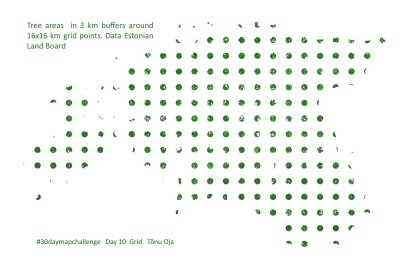 Tree areas in 3 km buffers around
16x16 km grid points. Data Estonian
Land Board
#30daymapchallenge Day 10 Grid Tõnu Oja